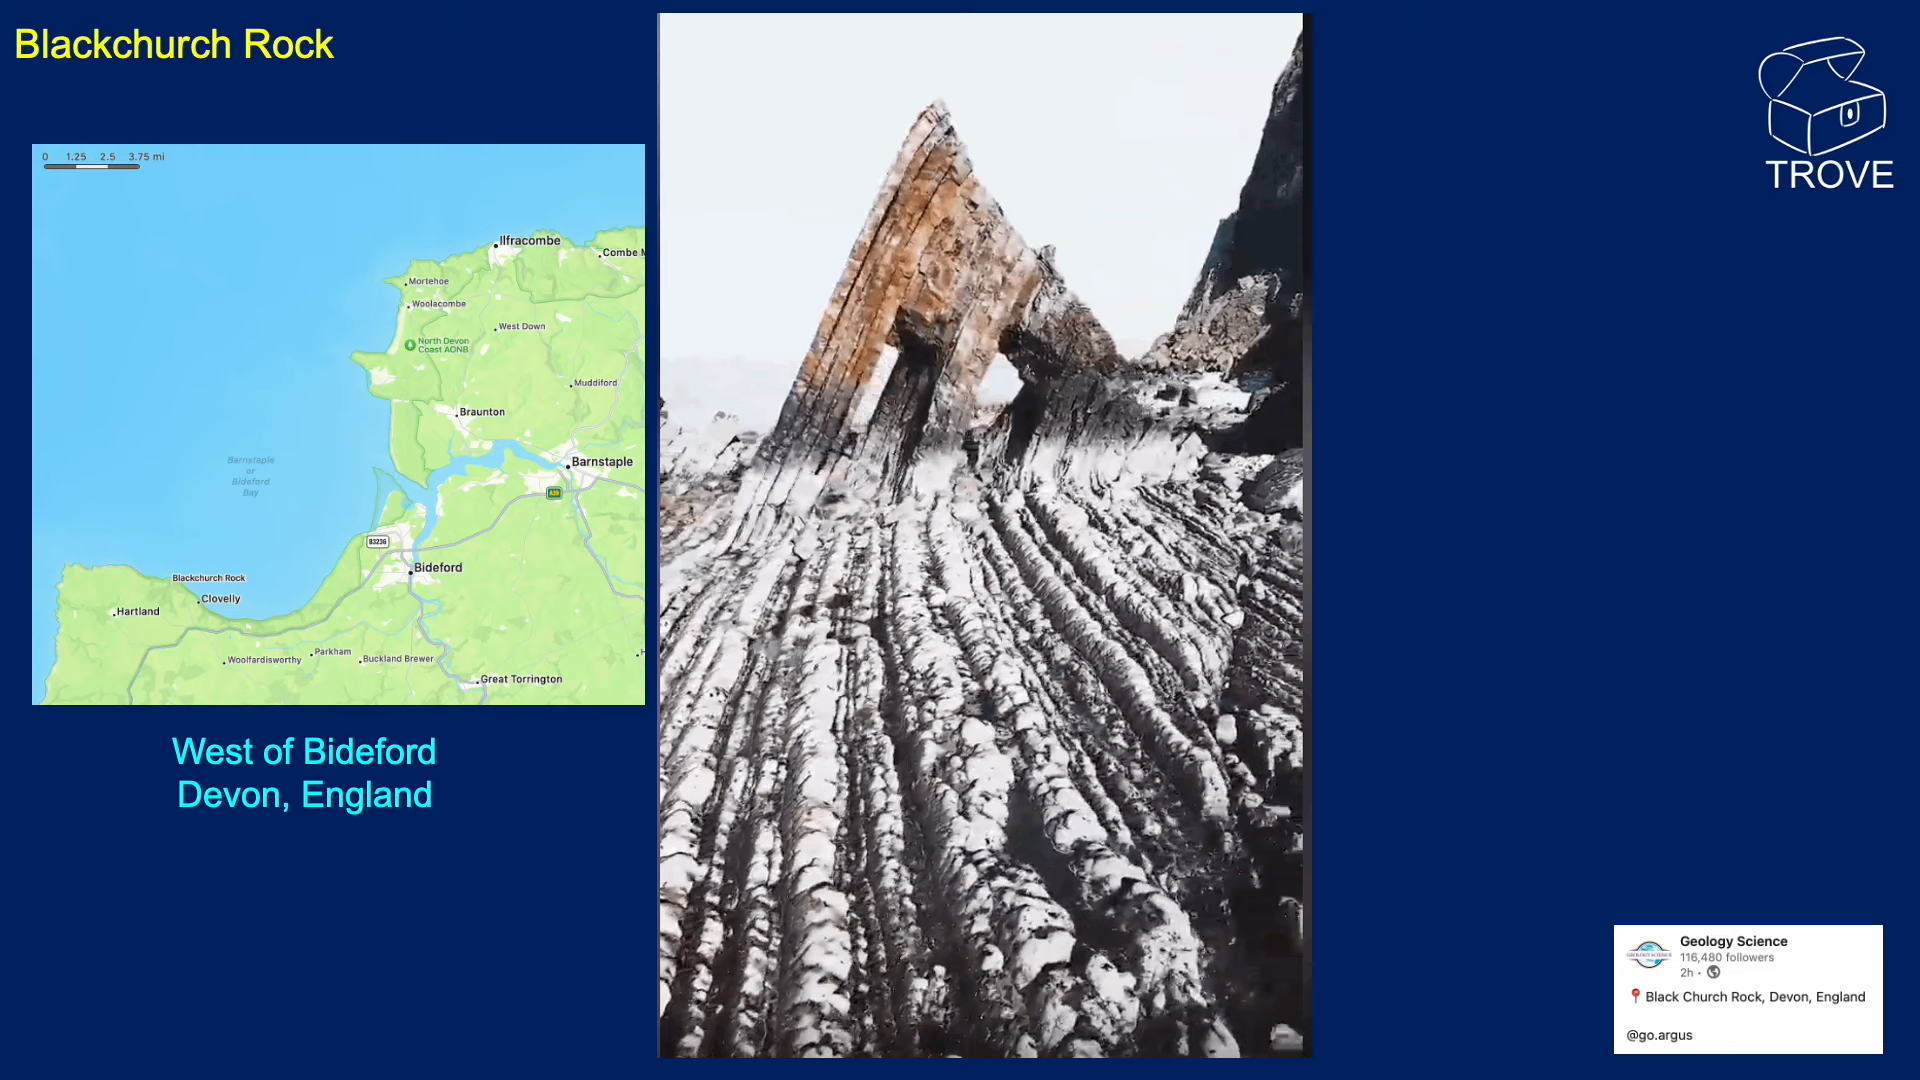 Blackchurch Rock
TROVE
0 1.25 2.5 3.75 mi
Ilfracombe
Combe M
Mortehoe
Woolacombe
West Down
North Devon
Coast AONB
Muddiford
Braunton
Barnstaple
or
Bideford
Bay
Barnstaple
A39
B3236
Bideford
Blackchurch Rock
Clovelly
Hartland
Woolfardisworthy
Parkham
Buckland Brewer
H
Great Torrington
West of Bideford
Devon, England
Geology Science
GEOLOGY SCIENCE
116,480 followers
2h •
Black Church Rock, Devon, England
@go.argus